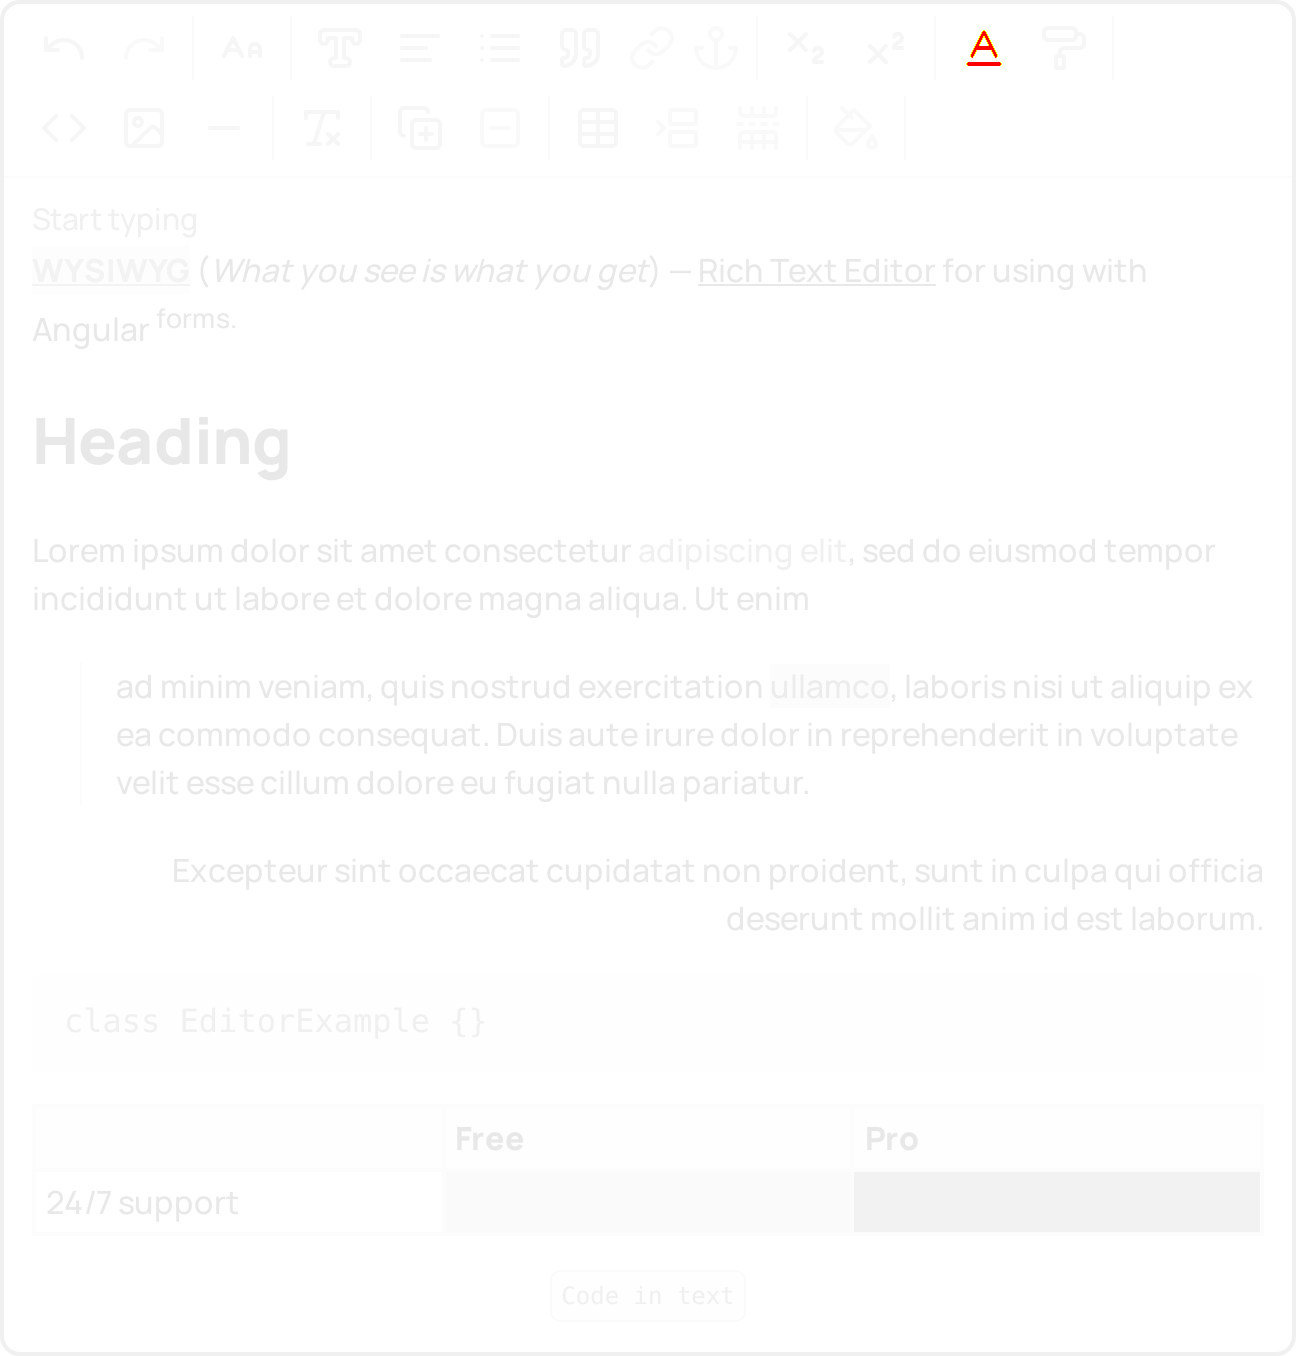 Start typing
WYSIWYG (What you see is what you get) — Rich Text Editor for using with
Angular forms.
Heading
Lorem ipsum dolor sit amet consectetur adipiscing elit, sed do eiusmod tempor
incididunt ut labore et dolore magna aliqua. Ut enim
ad minim veniam, quis nostrud exercitation ullamco, laboris nisi ut aliquip ex
ea commodo consequat. Duis aute irure dolor in reprehenderit in voluptate
velit esse cillum dolore eu fugiat nulla pariatur.
Excepteur sint occaecat cupidatat non proident, sunt in culpa qui officia
deserunt mollit anim id est laborum.
class EditorExample {}
Free Pro
24/7 support
Code in text